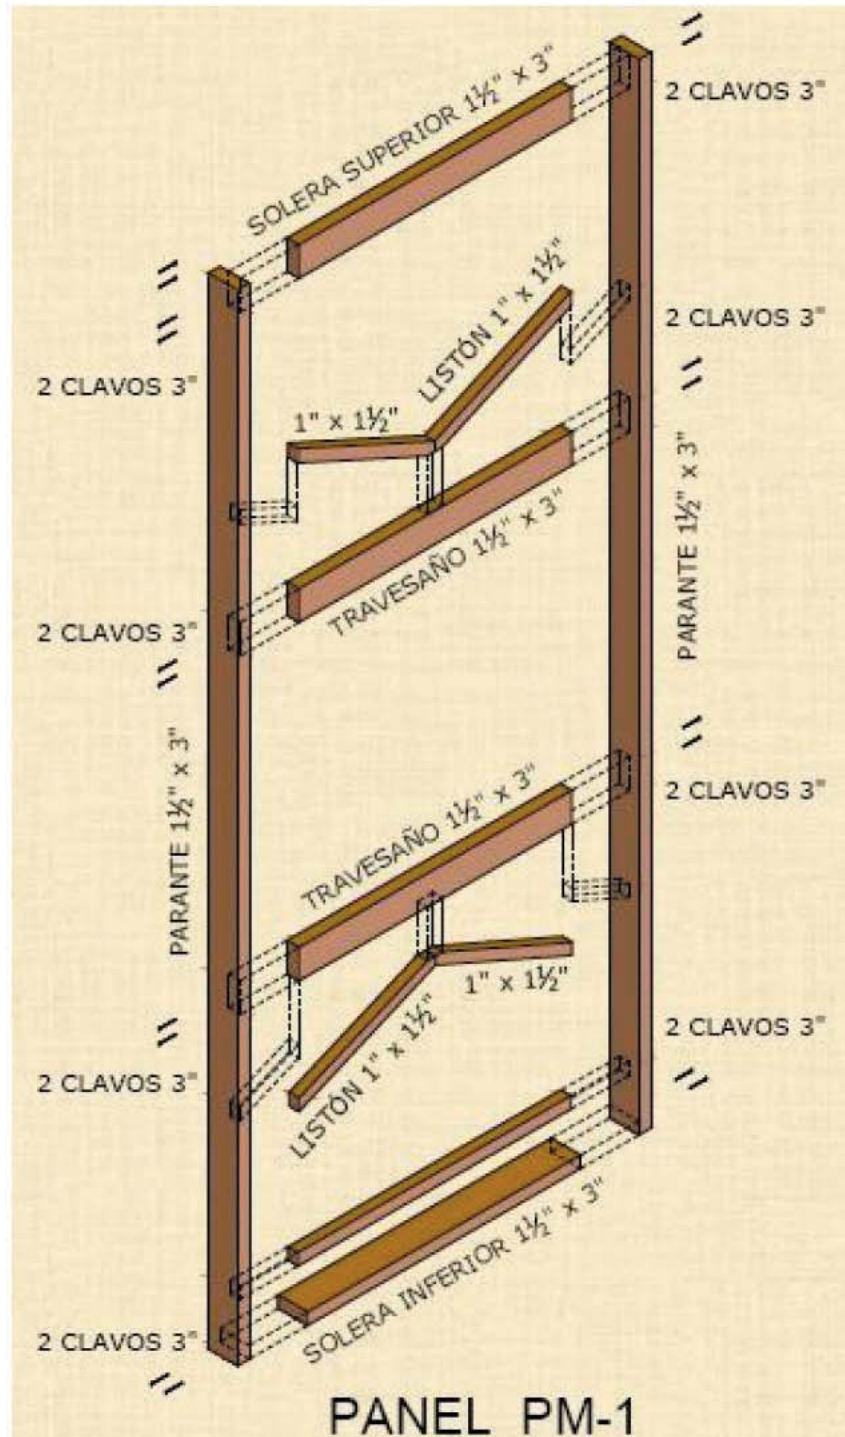 SOLERA SUPERIOR 1½" x 3"
2 CLAVOS 3"
LISTÓN 1" x 1½"
2 CLAVOS 3"
2 CLAVOS 3"
1" x 1½"
TRAVESAÑO 1½" x 3"
PARANTE 1½" x 3"
2 CLAVOS 3"
PARANTE 1½" x 3"
TRAVESAÑO 1½" x 3"
2 CLAVOS 3"
1" x 1½"
LISTÓN 1" x 1½"
2 CLAVOS 3"
2 CLAVOS 3"
SOLERA INFERIOR 1½" x 3"
2 CLAVOS 3"
PANEL PM-1